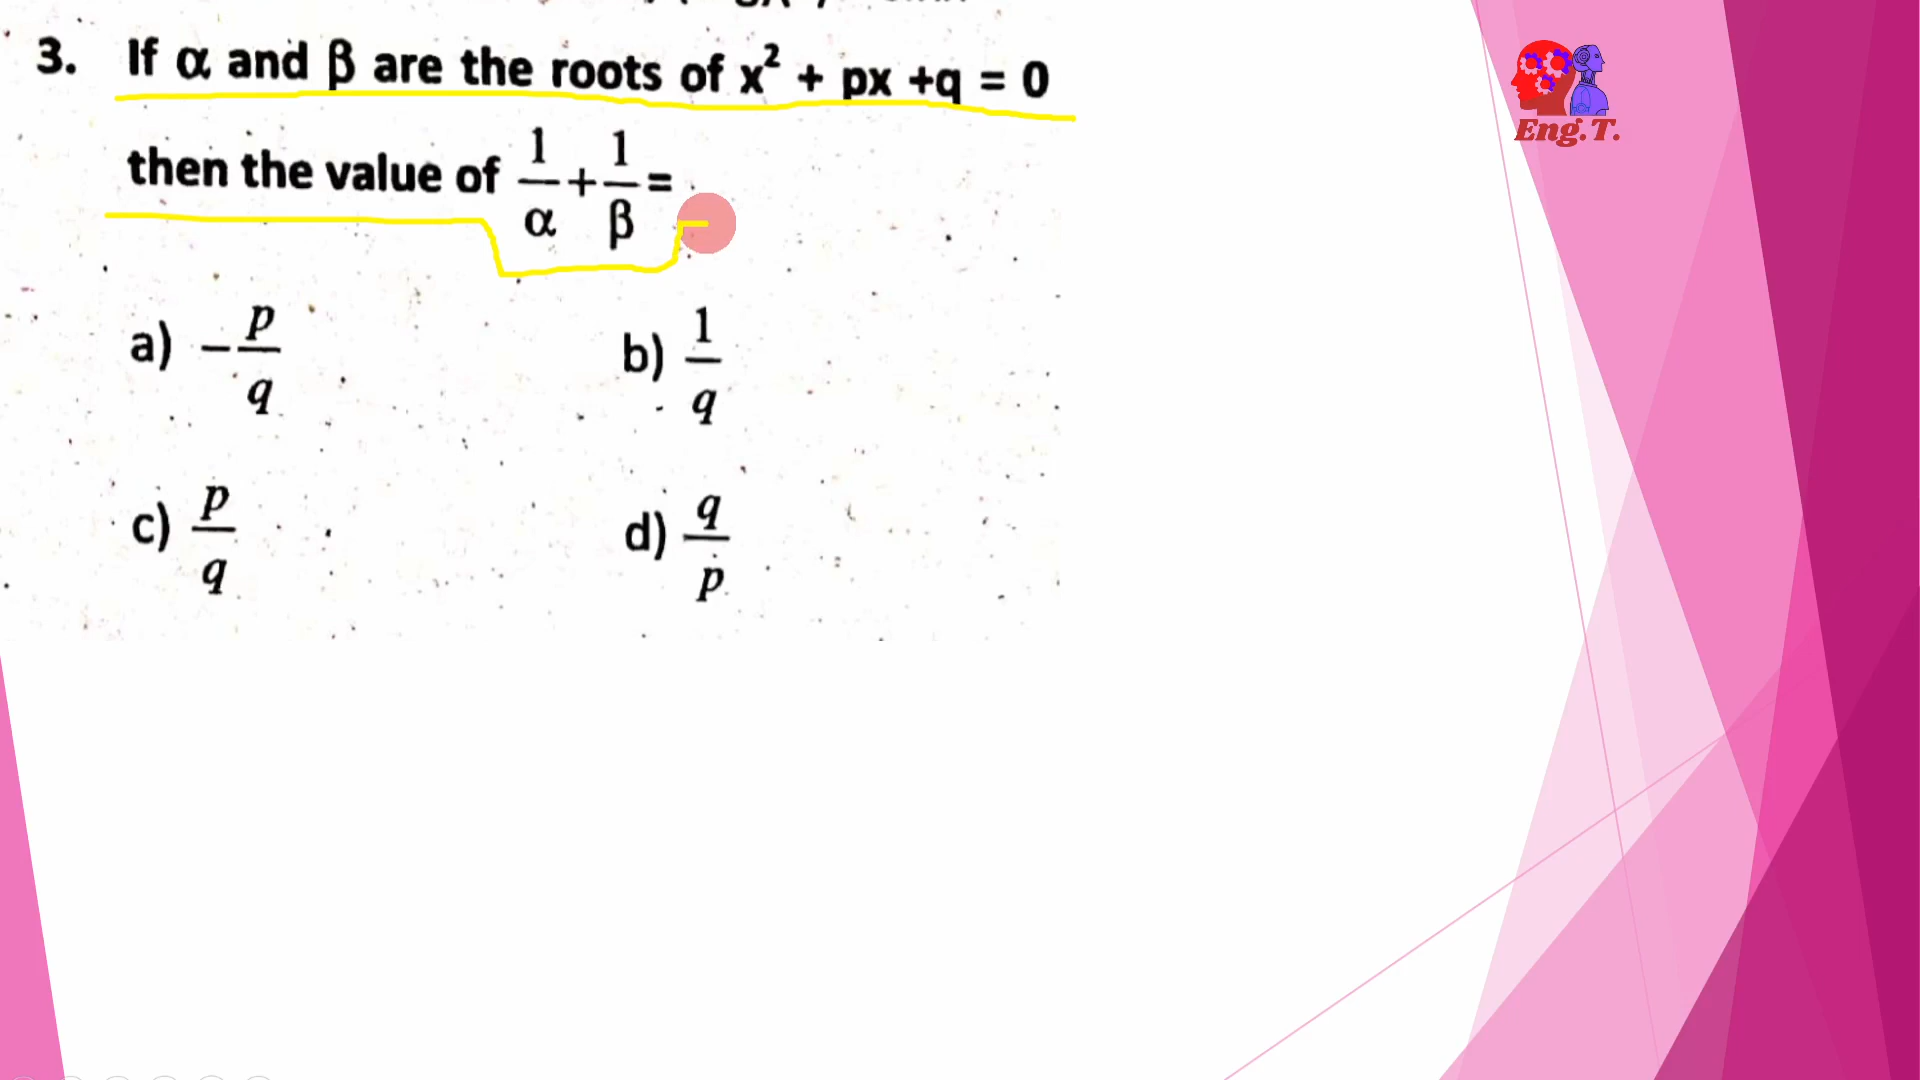 3. If α and β are the roots of x² + px +q = 0
then the value of 1/α + 1/β =
a) -p/q b) 1/q
c) p/q d) q/p
Eng.T.